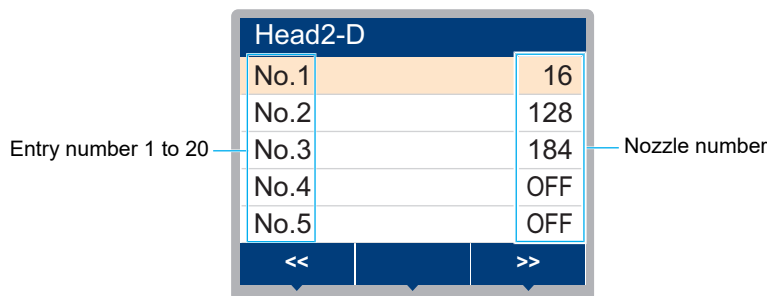 Head2-D
No.1 16
No.2 128
Entry number 1 to 20 No.3 184 Nozzle number
No.4 OFF
No.5 OFF
<< >>